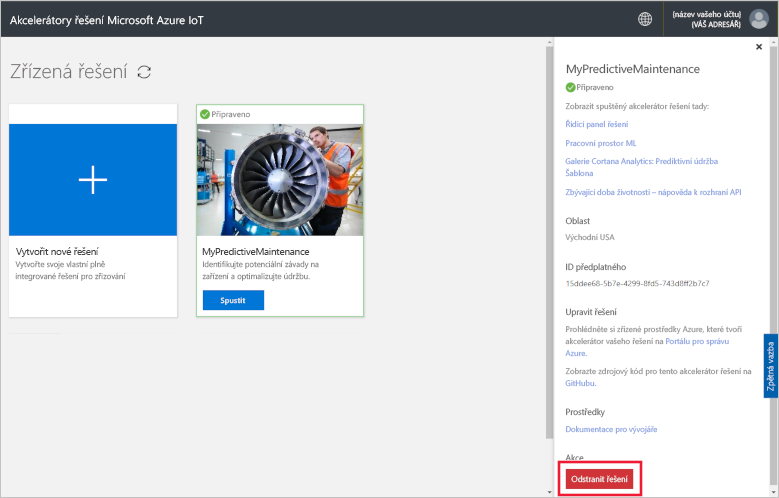 Akcelerátory řešení Microsoft Azure IoT
(název vašeho účtu)
(VÁŠ ADRESÁŘ)
Zřízená řešení
Vytvořit nové řešení
Vytvořte svoje vlastní plně
integrované řešení pro zřizování
Připraveno
MyPredictiveMaintenance
Identifikujte potenciální závady na
zařízení a optimalizujte údržbu.
Spustit
MyPredictiveMaintenance
Připraveno
Zobrazit spuštěný akcelerátor řešení tady:
Řídicí panel řešení
Pracovní prostor ML
Galerie Cortana Analytics: Prediktivní údržba
Šablona
Zbývající doba životnosti – nápověda k rozhraní API
Oblast
Východní USA
ID předplatného
15ddee68-5b7e-4299-8fd5-743d8ff2b7c7
Upravit řešení
Prohlédněte si zřízené prostředky Azure, které tvoří
akcelerátor vašeho řešení na Portálu pro správu
Azure.
Zobrazte zdrojový kód pro tento akcelerátor řešení na
GitHubu.
Prostředky
Dokumentace pro vývojáře
Akce
Odstranit řešení
Zpětná vazba